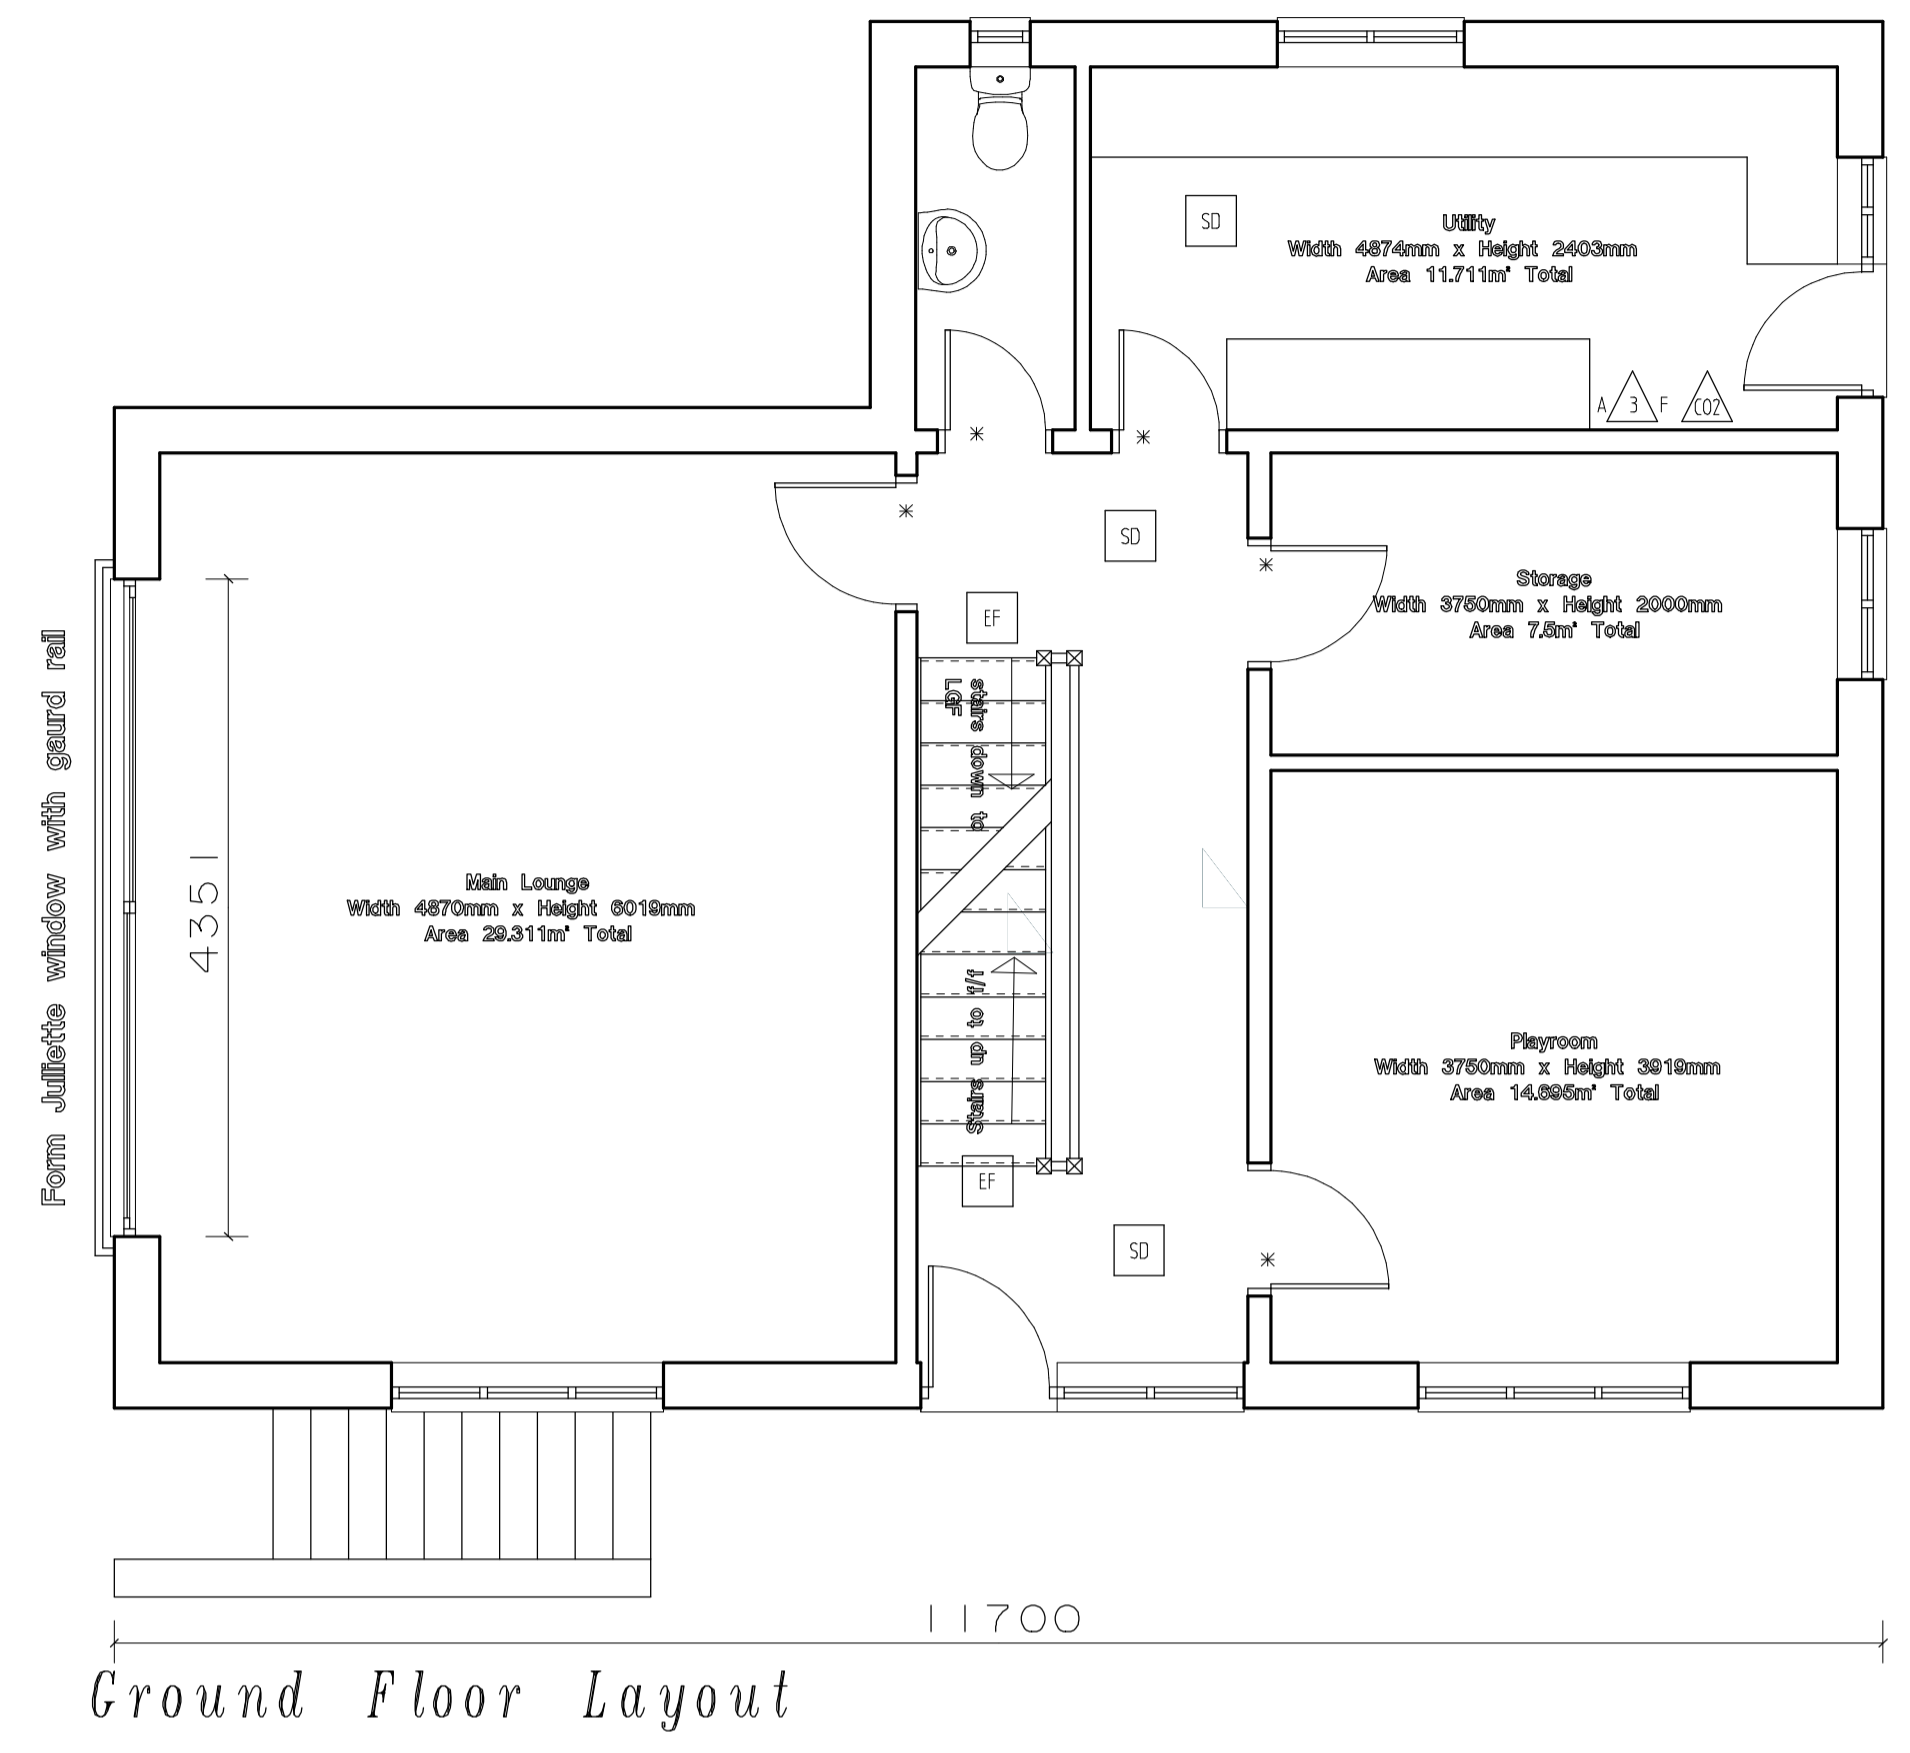 SD
Utility
Width 4874mm x Height 2403mm
Area 11.711m² Total
A 3 F CO2
SD
Storage
Width 3750mm x Height 2000mm
Area 7.5m² Total
EF
stairs down to
LGF
Form Julliette window with gaurd rail
4351
Main Lounge
Width 4870mm x Height 6019mm
Area 29.311m² Total
Stairs up to f/f
Playroom
Width 3750mm x Height 3919mm
Area 14.695m² Total
EF
SD
11700
Ground Floor Layout